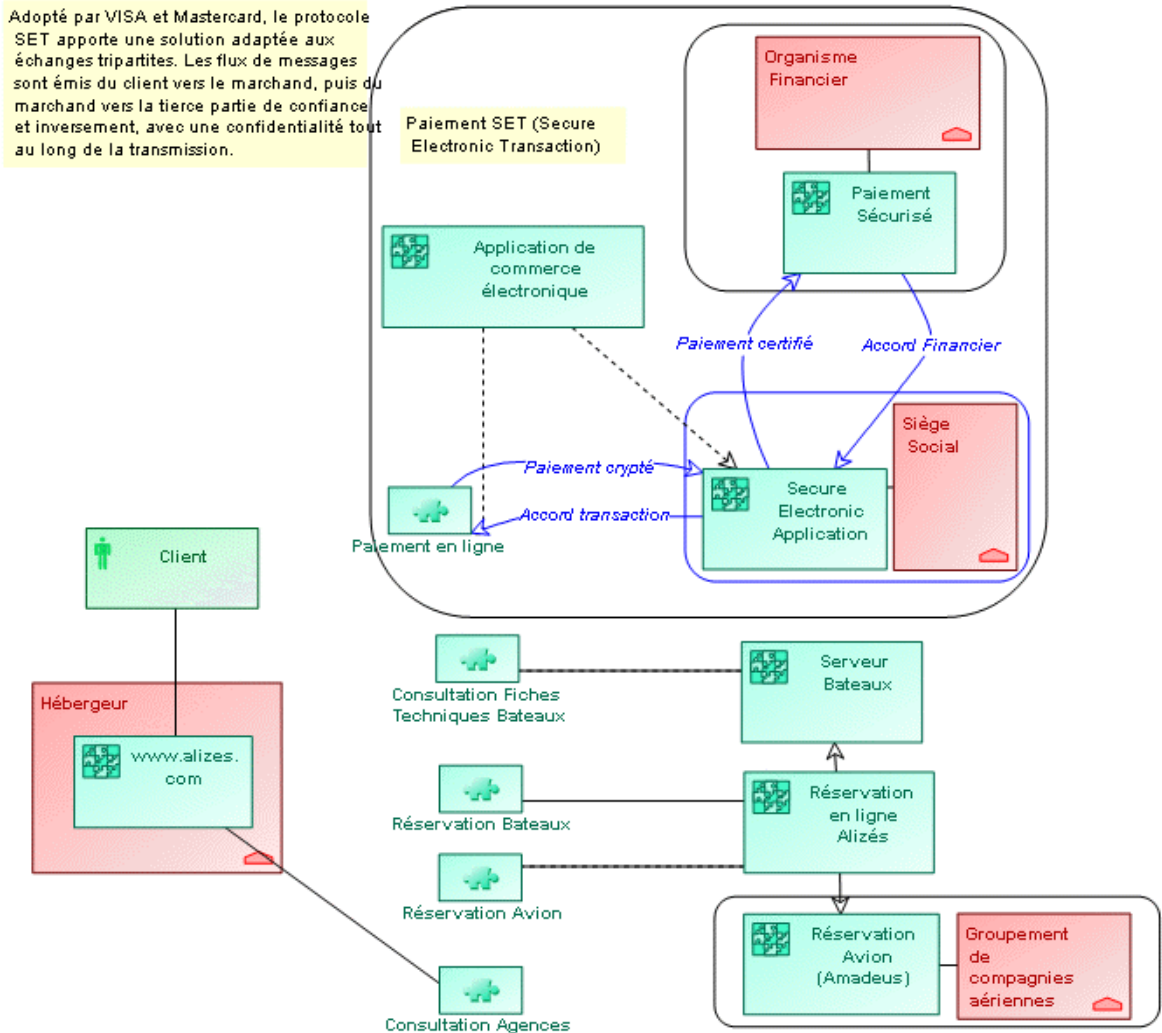 Adopté par VISA et Mastercard, le protocole
SET apporte une solution adaptée aux
échanges tripartites. Les flux de messages
sont émis du client vers le marchand, puis du
marchand vers la tierce partie de confiance
et inversement, avec une confidentialité tout
au long de la transmission.
Paiement SET (Secure
Electronic Transaction)
Organisme
Financier
Paiement
Sécurisé
Application de
commerce
électronique
Paiement certifié
Accord Financier
Siège
Social
Paiement crypté
Secure
Electronic
Application
Accord transaction
Paiement en ligne
Client
Hébergeur
www.alizes.
com
Consultation Fiches
Techniques Bateaux
Serveur
Bateaux
Réservation Bateaux
Réservation
en ligne
Alizés
Réservation Avion
Réservation
Avion
(Amadeus)
Groupement
de
compagnies
aériennes
Consultation Agences